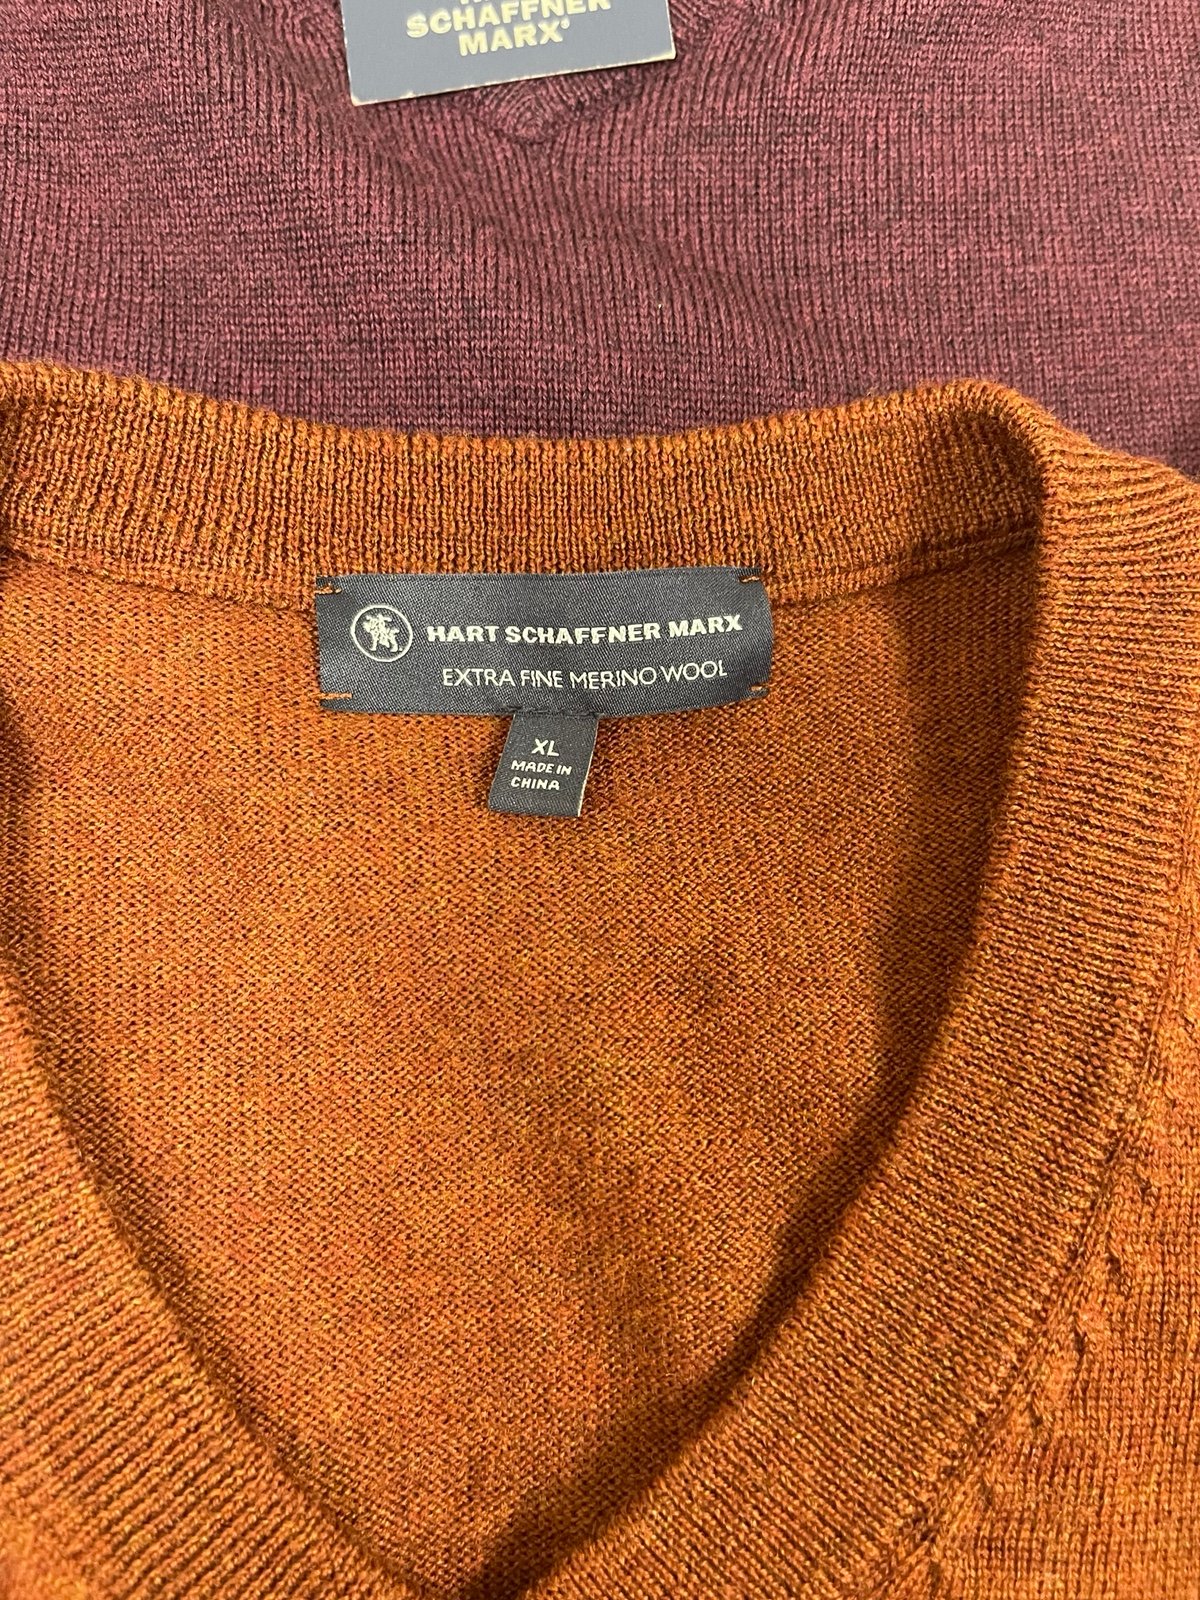 SCHAFFNER
MARX®
HART SCHAFFNER MARX
EXTRA FINE MERINO WOOL
XL
MADE IN
CHINA